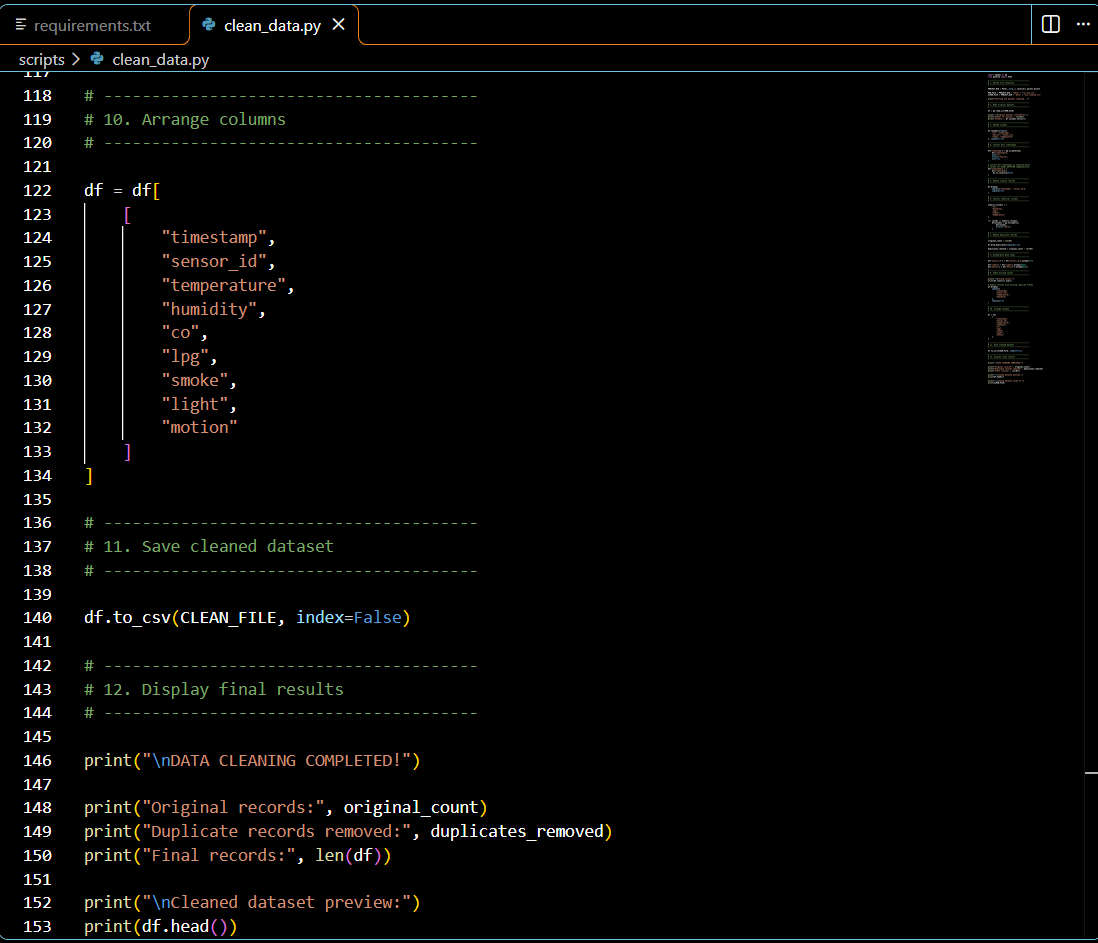 requirements.txt
clean_data.py
scripts > clean_data.py
117
118 # ---------------------------------------
119 # 10. Arrange columns
120 # ---------------------------------------
121
122 df = df[
123     [
124         "timestamp",
125         "sensor_id",
126         "temperature",
127         "humidity",
128         "co",
129         "lpg",
130         "smoke",
131         "light",
132         "motion"
133     ]
134 ]
135
136 # ---------------------------------------
137 # 11. Save cleaned dataset
138 # ---------------------------------------
139
140 df.to_csv(CLEAN_FILE, index=False)
141
142 # ---------------------------------------
143 # 12. Display final results
144 # ---------------------------------------
145
146 print("\nDATA CLEANING COMPLETED!")
147
148 print("Original records:", original_count)
149 print("Duplicate records removed:", duplicates_removed)
150 print("Final records:", len(df))
151
152 print("\nCleaned dataset preview:")
153 print(df.head())